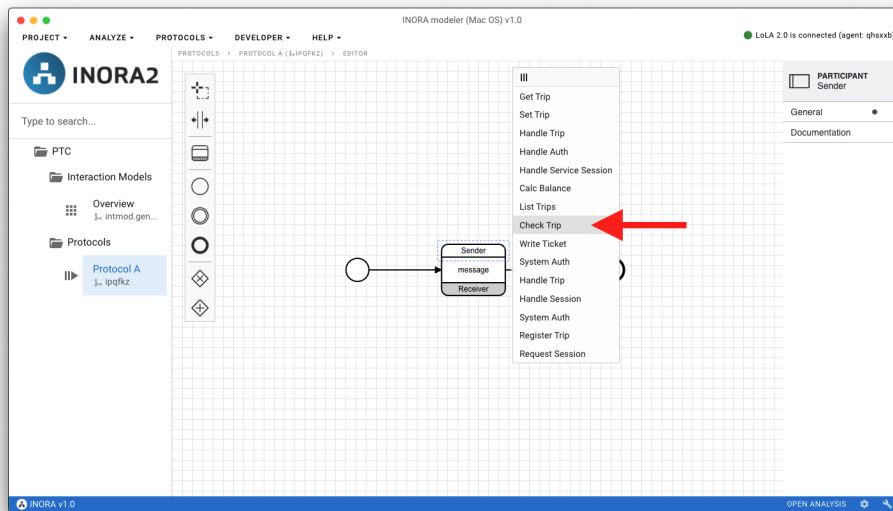 INORA modeler (Mac OS) v1.0
PROJECT ANALYZE PROTOCOLS DEVELOPER HELP
LoLA 2.0 is connected (agent: qhsxxb)
PROTOCOLS > PROTOCOL A (IPQFKZ) > EDITOR
INORA2
Type to search...
PTC
Interaction Models
Overview
intmod.gen...
Protocols
Protocol A
ipqfkz
Sender
message
Receiver
Get Trip
Set Trip
Handle Trip
Handle Auth
Handle Service Session
Calc Balance
List Trips
Check Trip
Write Ticket
System Auth
Handle Trip
Handle Session
System Auth
Register Trip
Request Session
PARTICIPANT
Sender
General
Documentation
INORA v1.0
OPEN ANALYSIS